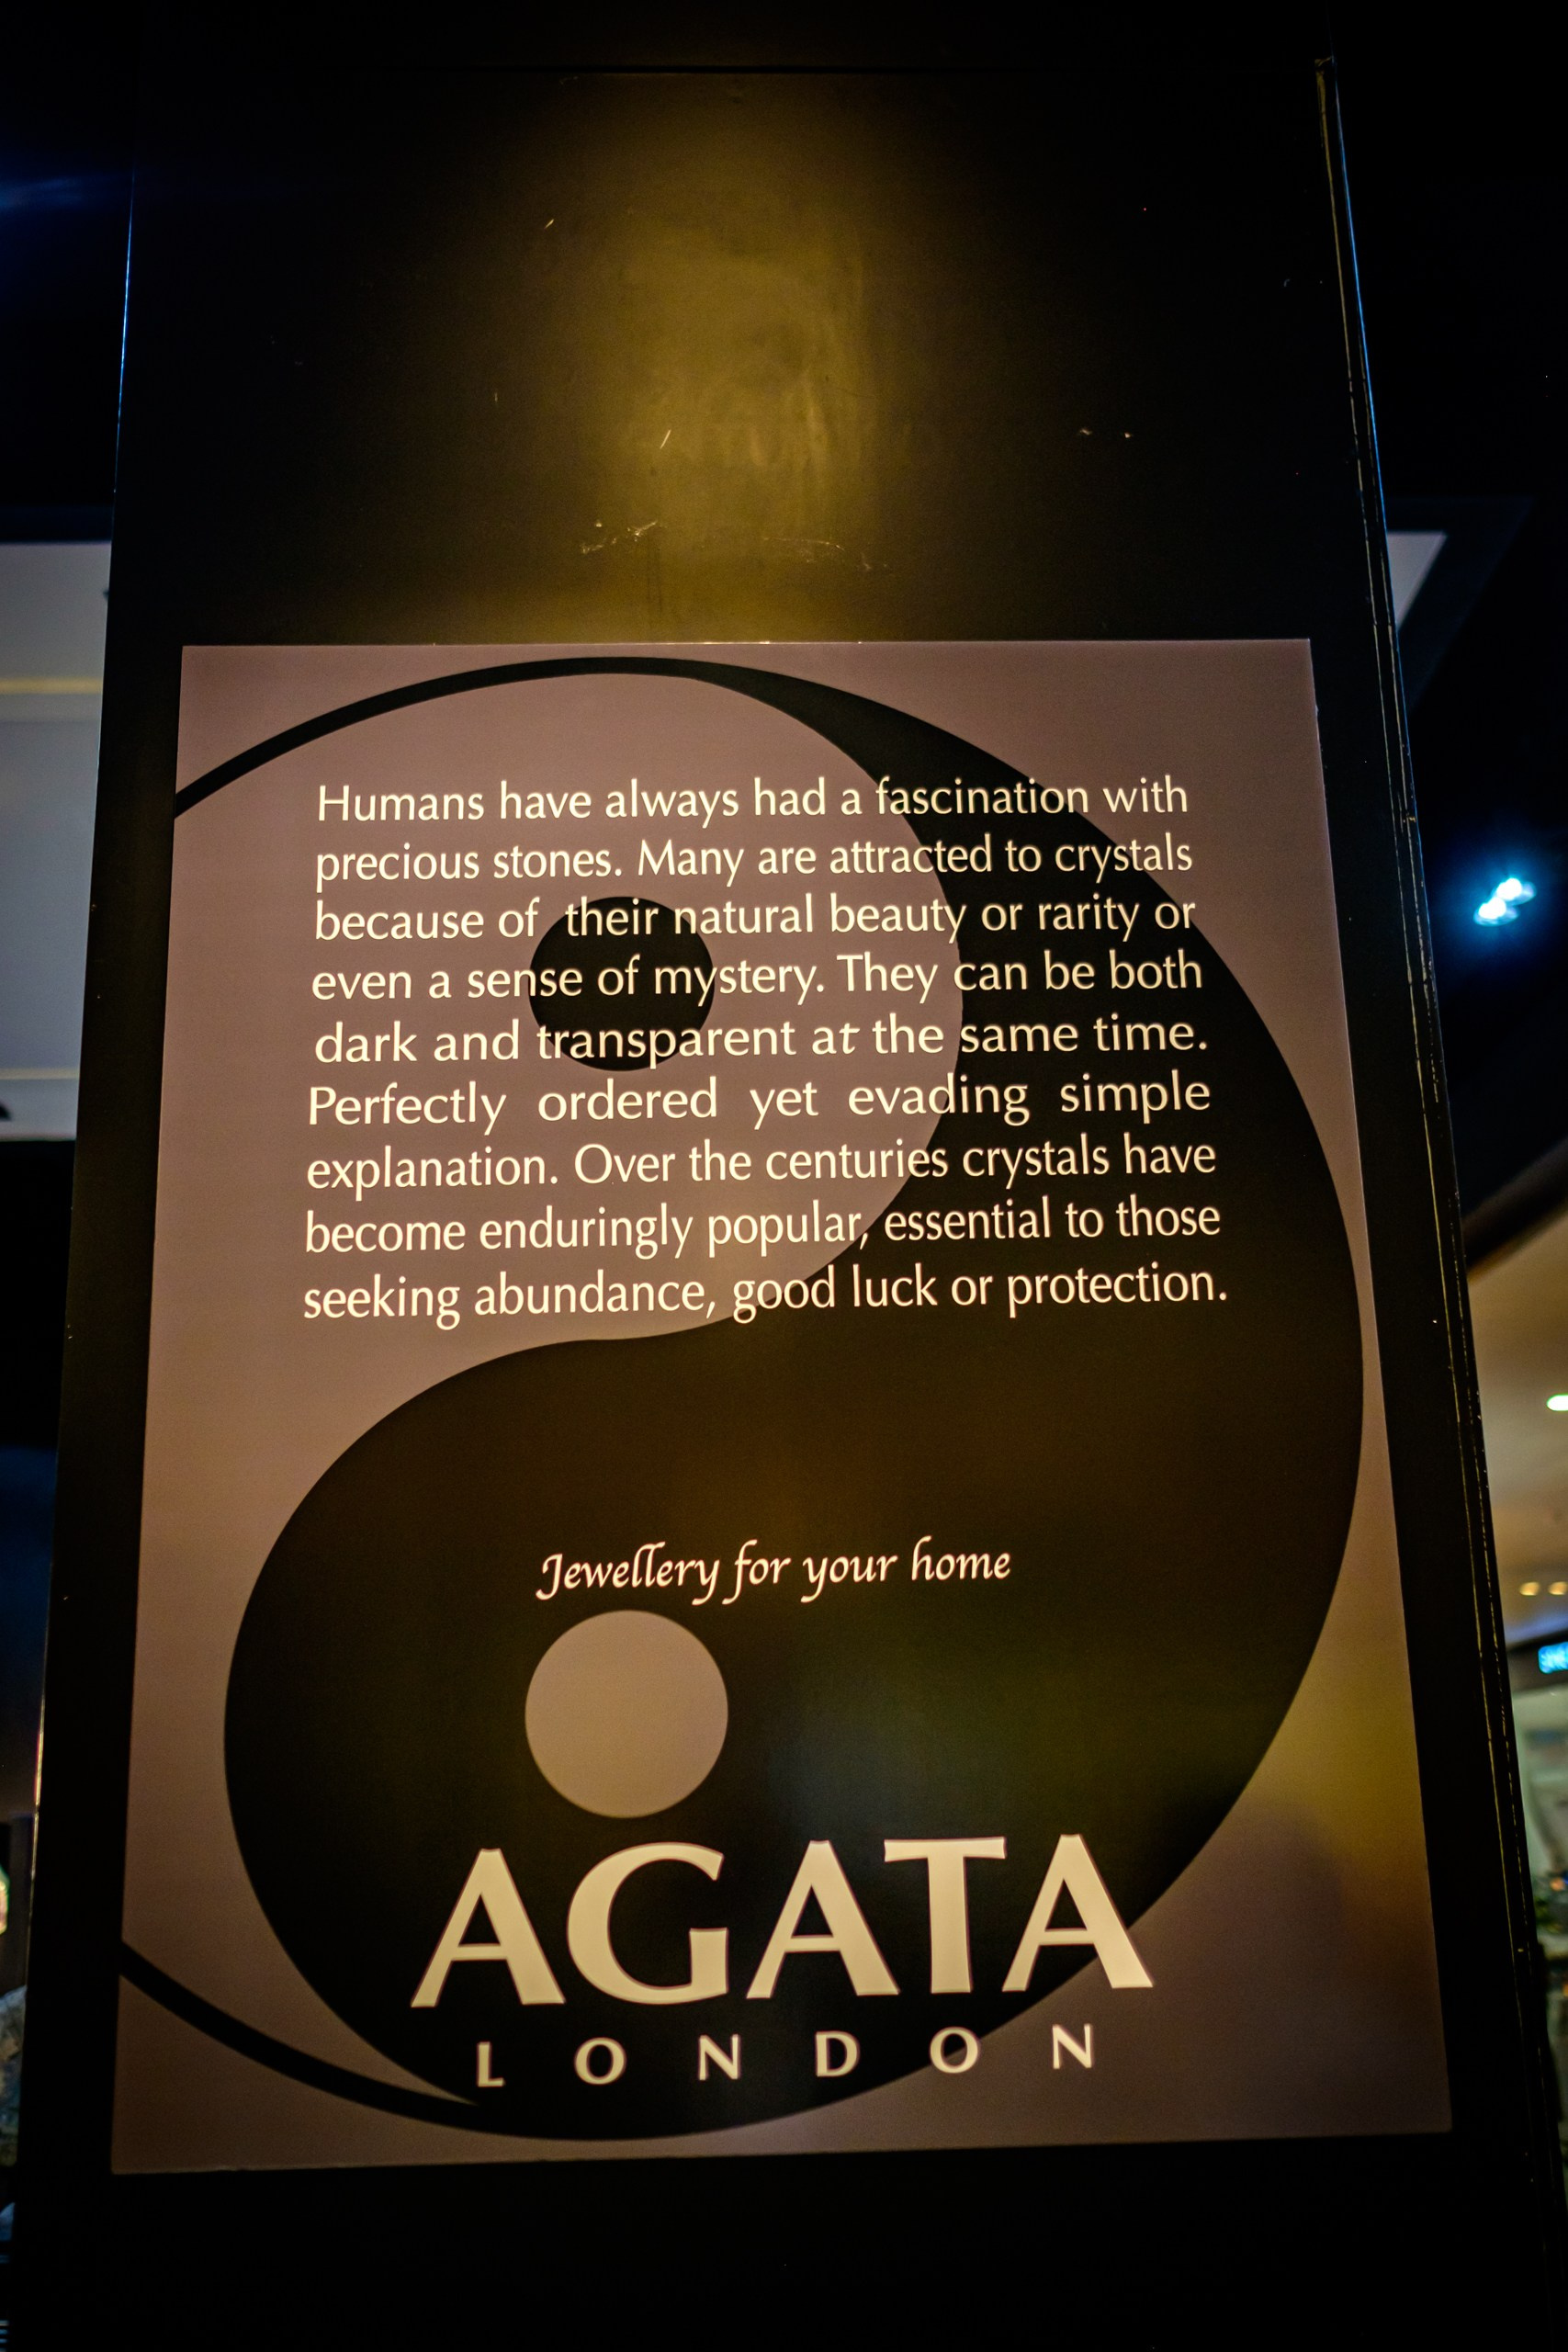 Humans have always had a fascination with
precious stones. Many are attracted to crystals
because of their natural beauty or rarity or
even a sense of mystery. They can be both
dark and transparent at the same time.
Perfectly ordered yet evading simple
explanation. Over the centuries crystals have
become enduringly popular, essential to those
seeking abundance, good luck or protection.
Jewellery for your home
AGATA
LONDON